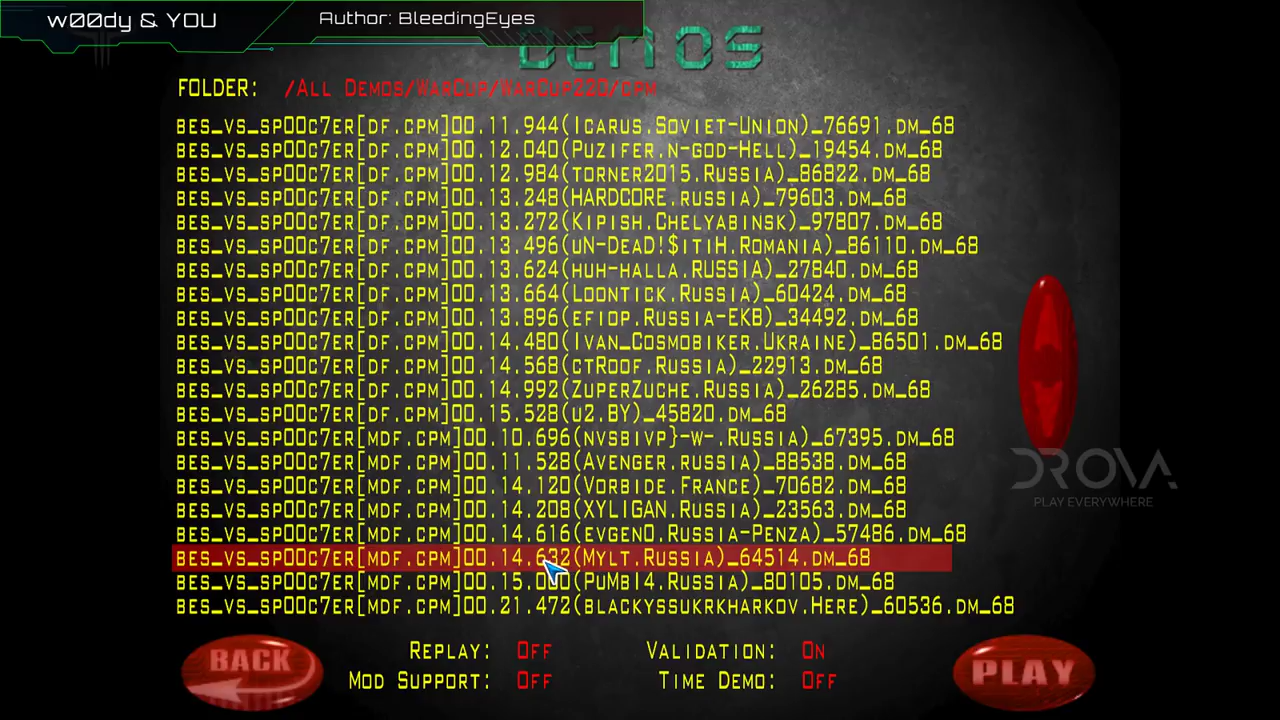 w00dy & YOU
Author: BleedingEyes
DEMOS
FOLDER: /All Demos/WarCup/WarCup220/cpm
BES_VS_SP00C7ER[DF.CPM]00.11.944(Icarus.Soviet-Union)_76691.dm_68
BES_VS_SP00C7ER[DF.CPM]00.12.040(Puzifer.n-god-Hell)_19454.dm_68
BES_VS_SP00C7ER[DF.CPM]00.12.984(torner2015.Russia)_86822.dm_68
BES_VS_SP00C7ER[DF.CPM]00.13.248(HARDCORE.russia)_79603.dm_68
BES_VS_SP00C7ER[DF.CPM]00.13.272(Kipish.Chelyabinsk)_97807.dm_68
BES_VS_SP00C7ER[DF.CPM]00.13.496(uN-DeaD!$itiH.Romania)_86110.dm_68
BES_VS_SP00C7ER[DF.CPM]00.13.624(huh-halla.RUSSIA)_27840.dm_68
BES_VS_SP00C7ER[DF.CPM]00.13.664(Loontick.Russia)_60424.dm_68
BES_VS_SP00C7ER[DF.CPM]00.13.896(efiop.Russia-EKB)_34492.dm_68
BES_VS_SP00C7ER[DF.CPM]00.14.480(Ivan_Cosmobiker.Ukraine)_86501.dm_68
BES_VS_SP00C7ER[DF.CPM]00.14.568(ctRoof.Russia)_22913.dm_68
BES_VS_SP00C7ER[DF.CPM]00.14.992(ZuperZuche.Russia)_26285.dm_68
BES_VS_SP00C7ER[DF.CPM]00.15.528(u2.BY)_45820.dm_68
BES_VS_SP00C7ER[MDF.CPM]00.10.696(nvsbivp}-w-.Russia)_67395.dm_68
BES_VS_SP00C7ER[MDF.CPM]00.11.528(Avenger.russia)_88538.dm_68
BES_VS_SP00C7ER[MDF.CPM]00.14.120(Vorbide.France)_70682.dm_68
BES_VS_SP00C7ER[MDF.CPM]00.14.208(XYLIGAN.Russia)_23563.dm_68
BES_VS_SP00C7ER[MDF.CPM]00.14.616(evgen0.Russia-Penza)_57486.dm_68
BES_VS_SP00C7ER[MDF.CPM]00.14.632(Mylt.Russia)_64514.dm_68
BES_VS_SP00C7ER[MDF.CPM]00.15.000(PuMbI4.Russia)_80105.dm_68
BES_VS_SP00C7ER[MDF.CPM]00.21.472(blackyssukrkharkov.Here)_60536.dm_68
DROVA
PLAY EVERYWHERE
Replay: Off
Validation: On
Mod Support: Off
Time Demo: Off
BACK
PLAY